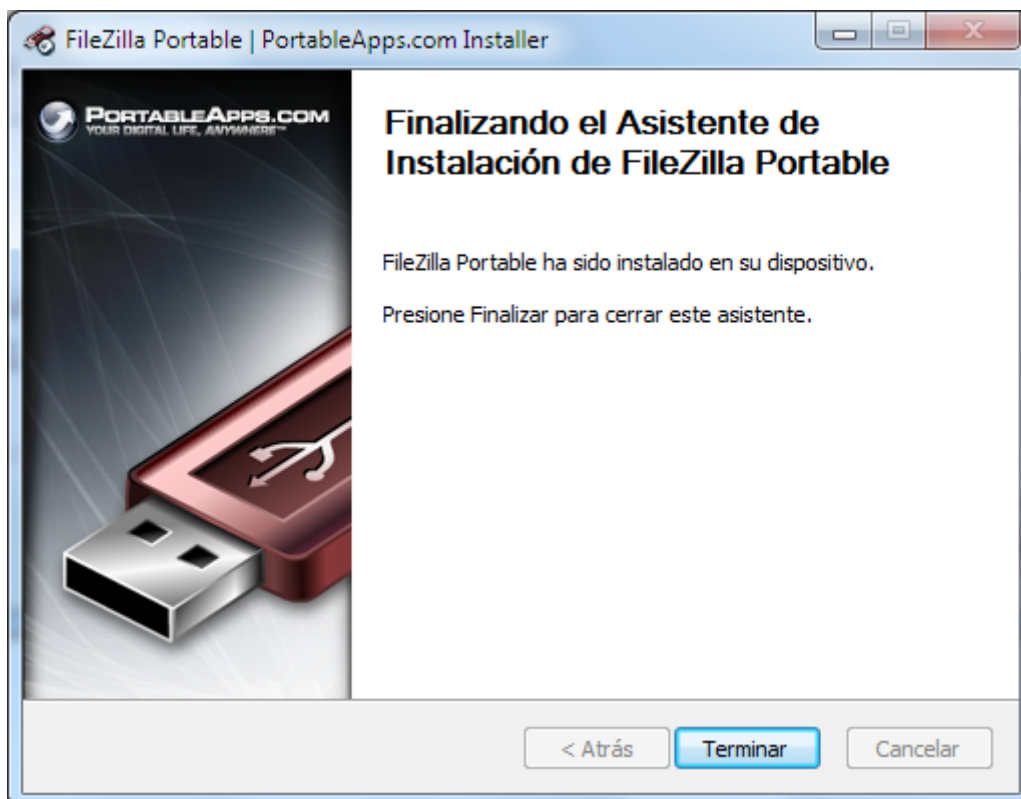 FileZilla Portable | PortableApps.com Installer
PORTABLEAPPS.COM
YOUR DIGITAL LIFE, ANYWHERE™
Finalizando el Asistente de
Instalación de FileZilla Portable
FileZilla Portable ha sido instalado en su dispositivo.
Presione Finalizar para cerrar este asistente.
< Atrás
Terminar
Cancelar